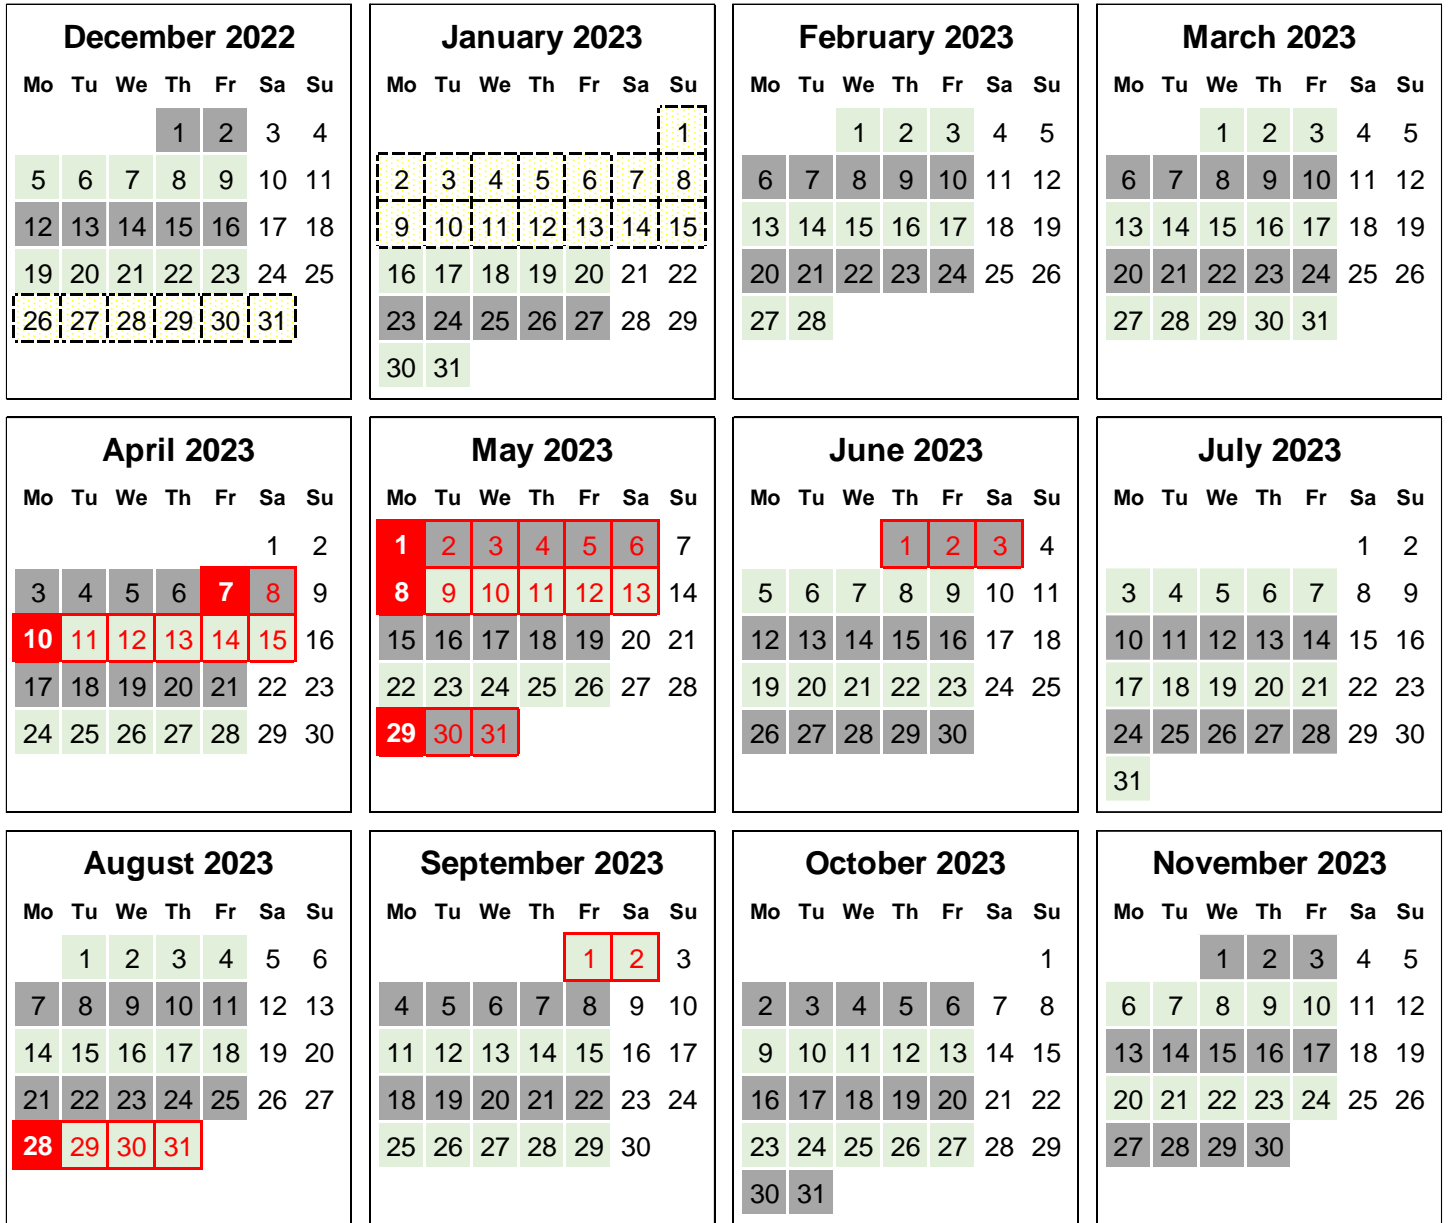 December 2022
Mo Tu We Th Fr Sa Su
1 2 3 4
5 6 7 8 9 10 11
12 13 14 15 16 17 18
19 20 21 22 23 24 25
26 27 28 29 30 31
January 2023
Mo Tu We Th Fr Sa Su
1
2 3 4 5 6 7 8
9 10 11 12 13 14 15
16 17 18 19 20 21 22
23 24 25 26 27 28 29
30 31
February 2023
Mo Tu We Th Fr Sa Su
1 2 3 4 5
6 7 8 9 10 11 12
13 14 15 16 17 18 19
20 21 22 23 24 25 26
27 28
March 2023
Mo Tu We Th Fr Sa Su
1 2 3 4 5
6 7 8 9 10 11 12
13 14 15 16 17 18 19
20 21 22 23 24 25 26
27 28 29 30 31
April 2023
Mo Tu We Th Fr Sa Su
1 2
3 4 5 6 7 8 9
10 11 12 13 14 15 16
17 18 19 20 21 22 23
24 25 26 27 28 29 30
May 2023
Mo Tu We Th Fr Sa Su
1 2 3 4 5 6 7
8 9 10 11 12 13 14
15 16 17 18 19 20 21
22 23 24 25 26 27 28
29 30 31
June 2023
Mo Tu We Th Fr Sa Su
1 2 3 4
5 6 7 8 9 10 11
12 13 14 15 16 17 18
19 20 21 22 23 24 25
26 27 28 29 30
July 2023
Mo Tu We Th Fr Sa Su
1 2
3 4 5 6 7 8 9
10 11 12 13 14 15 16
17 18 19 20 21 22 23
24 25 26 27 28 29 30
31
August 2023
Mo Tu We Th Fr Sa Su
1 2 3 4 5 6
7 8 9 10 11 12 13
14 15 16 17 18 19 20
21 22 23 24 25 26 27
28 29 30 31
September 2023
Mo Tu We Th Fr Sa Su
1 2 3
4 5 6 7 8 9 10
11 12 13 14 15 16 17
18 19 20 21 22 23 24
25 26 27 28 29 30
October 2023
Mo Tu We Th Fr Sa Su
1
2 3 4 5 6 7 8
9 10 11 12 13 14 15
16 17 18 19 20 21 22
23 24 25 26 27 28 29
30 31
November 2023
Mo Tu We Th Fr Sa Su
1 2 3 4 5
6 7 8 9 10 11 12
13 14 15 16 17 18 19
20 21 22 23 24 25 26
27 28 29 30